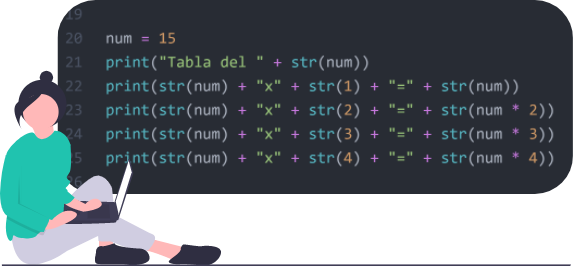 19
20 num = 15
21 print("Tabla del " + str(num))
22 print(str(num) + "x" + str(1) + "=" + str(num))
23 print(str(num) + "x" + str(2) + "=" + str(num * 2))
24 print(str(num) + "x" + str(3) + "=" + str(num * 3))
25 print(str(num) + "x" + str(4) + "=" + str(num * 4))
26